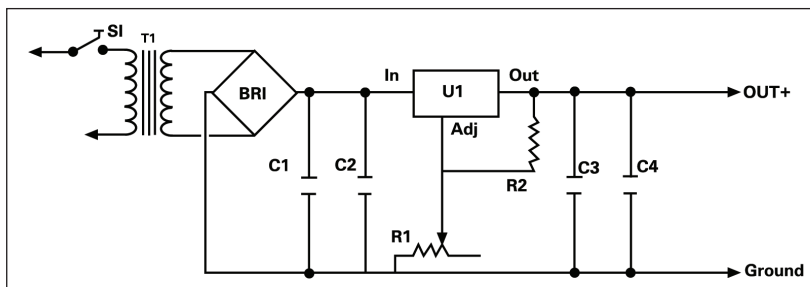 SI
T1
BRI
In
U1
Out
Adj
OUT+
C1
C2
R2
C3
C4
R1
Ground